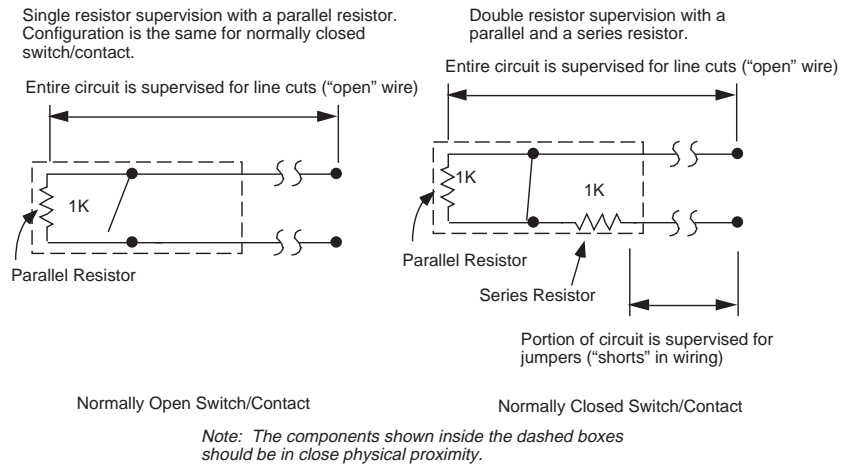 Single resistor supervision with a parallel resistor.
Configuration is the same for normally closed
switch/contact.
Entire circuit is supervised for line cuts (“open” wire)
1K
Parallel Resistor
Normally Open Switch/Contact
Double resistor supervision with a
parallel and a series resistor.
Entire circuit is supervised for line cuts (“open” wire)
1K
1K
Parallel Resistor
Series Resistor
Portion of circuit is supervised for
jumpers (“shorts” in wiring)
Normally Closed Switch/Contact
Note: The components shown inside the dashed boxes
should be in close physical proximity.